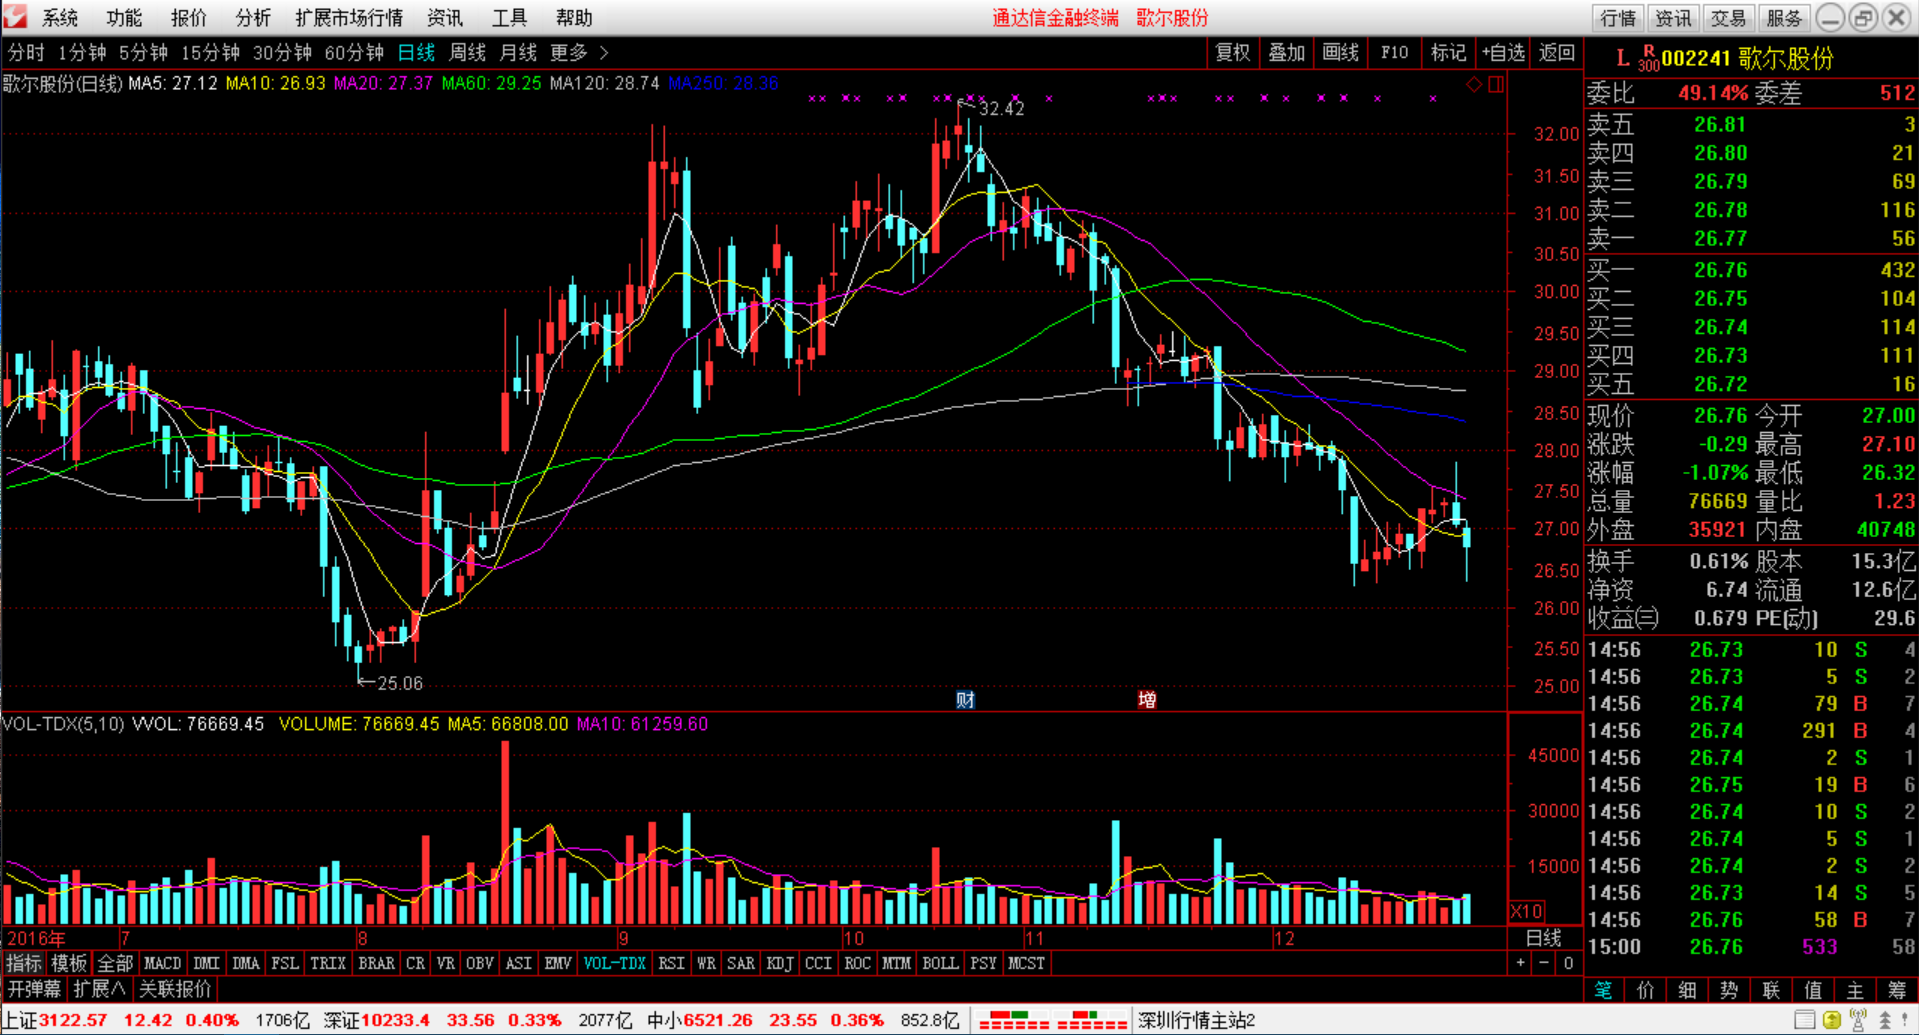 系统 功能 报价 分析 扩展市场行情 资讯 工具 帮助 通达信金融终端 歌尔股份 行情 资讯 交易 服务
分时 1分钟 5分钟 15分钟 30分钟 60分钟 日线 周线 月线 更多 > 复权 叠加 画线 F10 标记 +自选 返回
L R 300 002241 歌尔股份
歌尔股份(日线) MA5: 27.12 MA10: 26.93 MA20: 27.37 MA60: 29.25 MA120: 28.74 MA250: 28.36
32.42
25.06
财 增
32.00
31.50
31.00
30.50
30.00
29.50
29.00
28.50
28.00
27.50
27.00
26.50
26.00
25.50
25.00
VOL-TDX(5,10) VVOL: 76669.45 VOLUME: 76669.45 MA5: 66808.00 MA10: 61259.60
45000
30000
15000
X10
2016年 7 8 9 10 11 12 日线
指标 模板 全部 MACD DMI DMA FSL TRIX BRAR CR VR OBV ASI EMV VOL-TDX RSI WR SAR KDJ CCI ROC MTM BOLL PSY MCST + - 0
开弹幕 扩展∧ 关联报价
委比 49.14% 委差 512
卖五 26.81 3
卖四 26.80 21
卖三 26.79 69
卖二 26.78 116
卖一 26.77 56
买一 26.76 432
买二 26.75 104
买三 26.74 114
买四 26.73 111
买五 26.72 16
现价 26.76 今开 27.00
涨跌 -0.29 最高 27.10
涨幅 -1.07% 最低 26.32
总量 76669 量比 1.23
外盘 35921 内盘 40748
换手 0.61% 股本 15.3亿
净资 6.74 流通 12.6亿
收益㈢ 0.679 PE(动) 29.6
14:56 26.73 10 S 4
14:56 26.73 5 S 2
14:56 26.74 79 B 7
14:56 26.74 291 B 4
14:56 26.74 2 S 1
14:56 26.75 19 B 6
14:56 26.74 10 S 2
14:56 26.74 5 S 1
14:56 26.74 2 S 2
14:56 26.73 14 S 5
14:56 26.76 58 B 7
15:00 26.76 533 58
笔 价 细 势 联 值 主 筹
上证3122.57 12.42 0.40% 1706亿 深证10233.4 33.56 0.33% 2077亿 中小6521.26 23.55 0.36% 852.8亿 深圳行情主站2